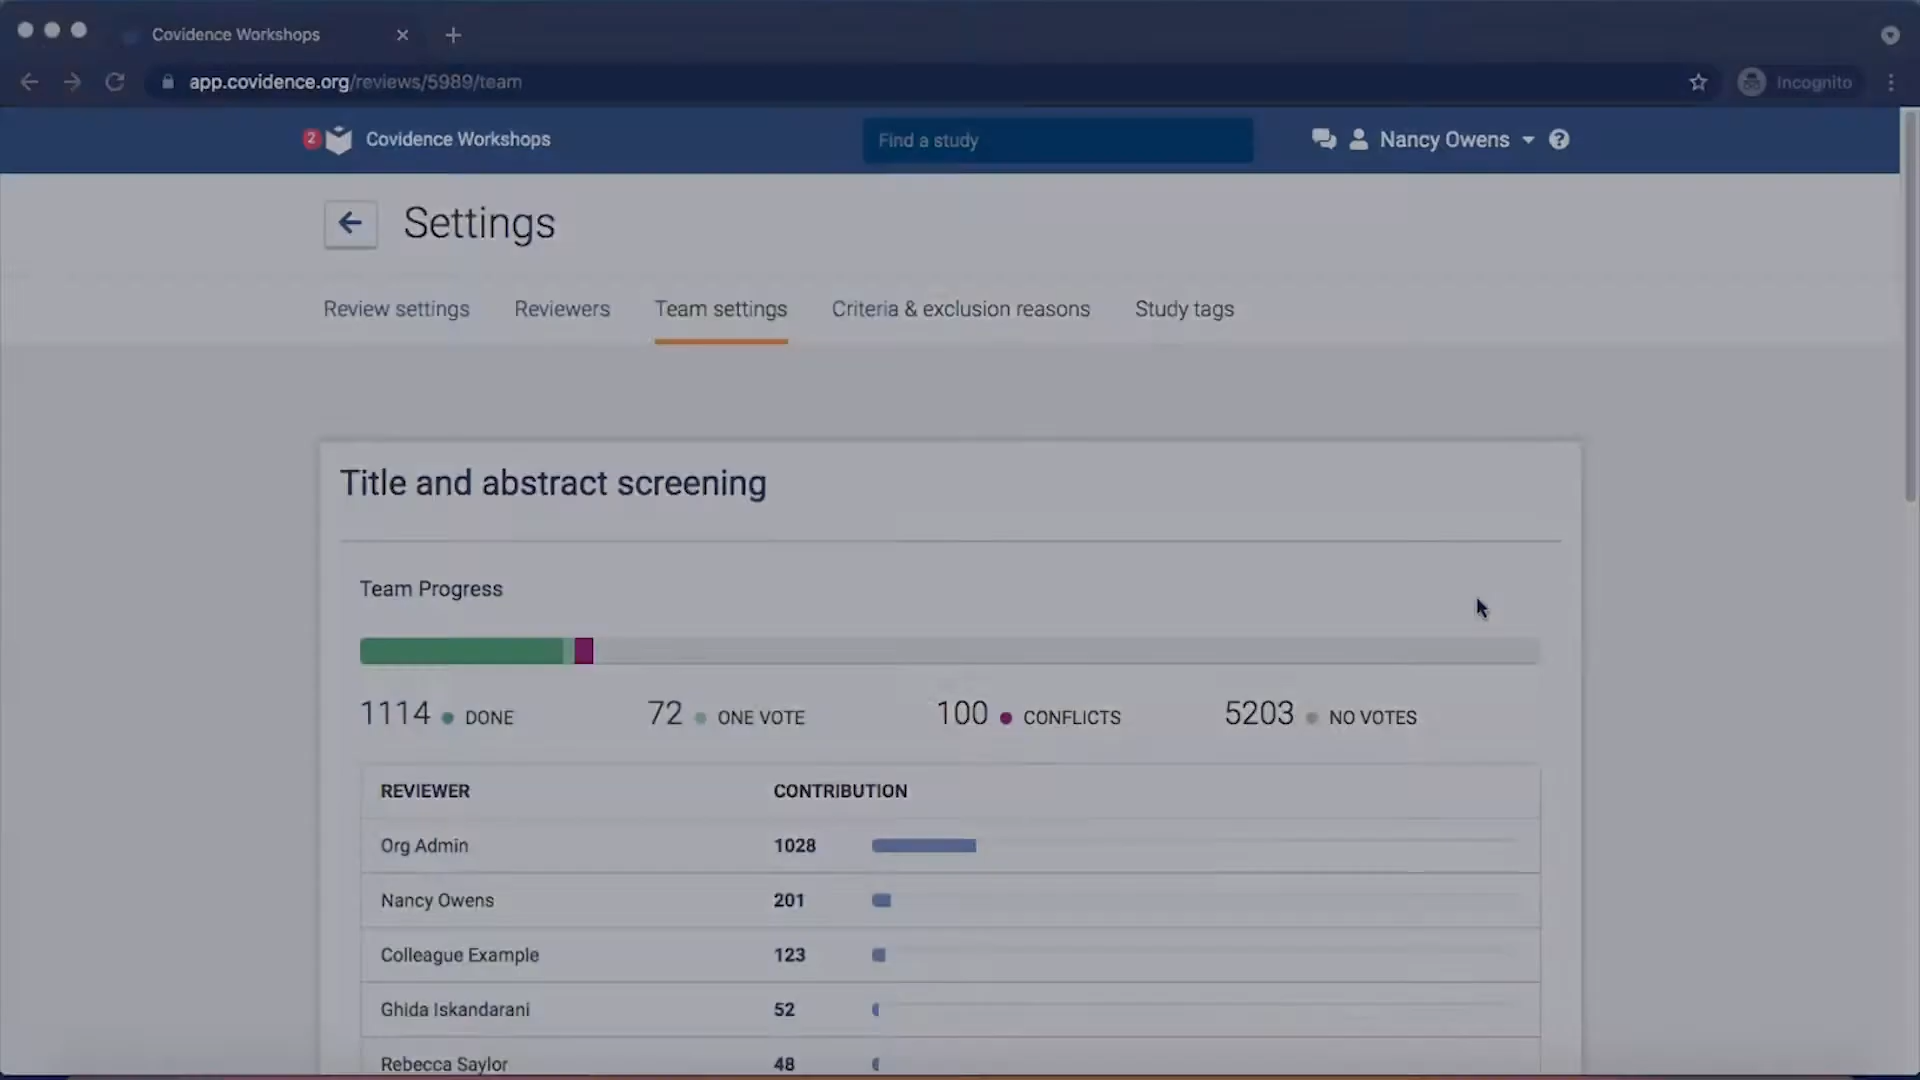 Covidence Workshops
app.covidence.org/reviews/5989/team
Incognito
2
Covidence Workshops
Find a study
Nancy Owens
Settings
Review settings
Reviewers
Team settings
Criteria & exclusion reasons
Study tags
Title and abstract screening
Team Progress
1114 DONE
72 ONE VOTE
100 CONFLICTS
5203 NO VOTES
REVIEWER CONTRIBUTION
Org Admin 1028
Nancy Owens 201
Colleague Example 123
Ghida Iskandarani 52
Rebecca Saylor 48